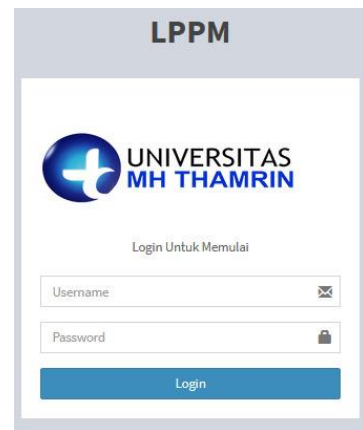 LPPM
UNIVERSITAS
MH THAMRIN
Login Untuk Memulai
Username
Password
Login